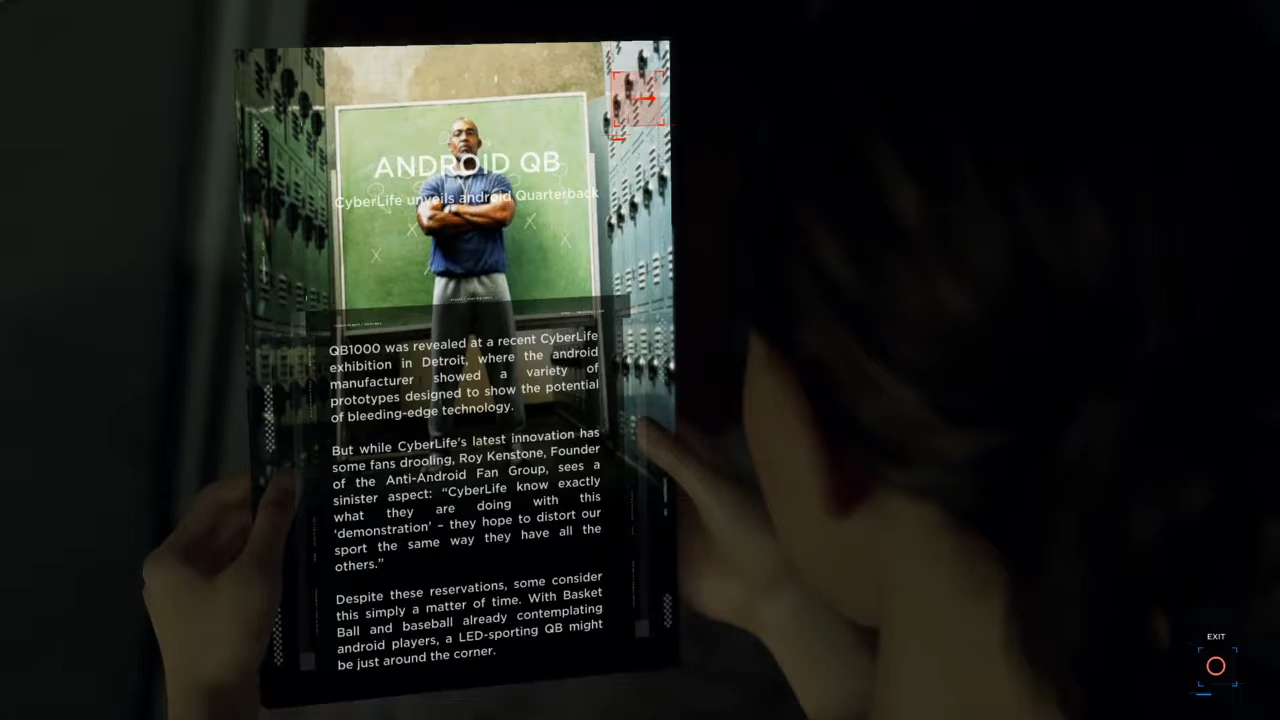 ANDROID QB
CyberLife unveils android Quarterback
QB1000 was revealed at a recent CyberLife
exhibition in Detroit, where the android
manufacturer showed a variety of
prototypes designed to show the potential
of bleeding-edge technology.
But while CyberLife's latest innovation has
some fans drooling, Roy Kenstone, Founder
of the Anti-Android Fan Group, sees a
sinister aspect: “CyberLife know exactly
what they are doing with this
‘demonstration’ – they hope to distort our
sport the same way they have all the
others.”
Despite these reservations, some consider
this simply a matter of time. With Basket
Ball and baseball already contemplating
android players, a LED-sporting QB might
be just around the corner.
EXIT